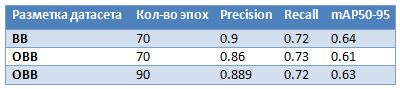 Разметка датасета Кол-во эпох Precision Recall mAP50-95
BB 70 0.9 0.72 0.64
OBB 70 0.86 0.73 0.61
OBB 90 0.889 0.72 0.63